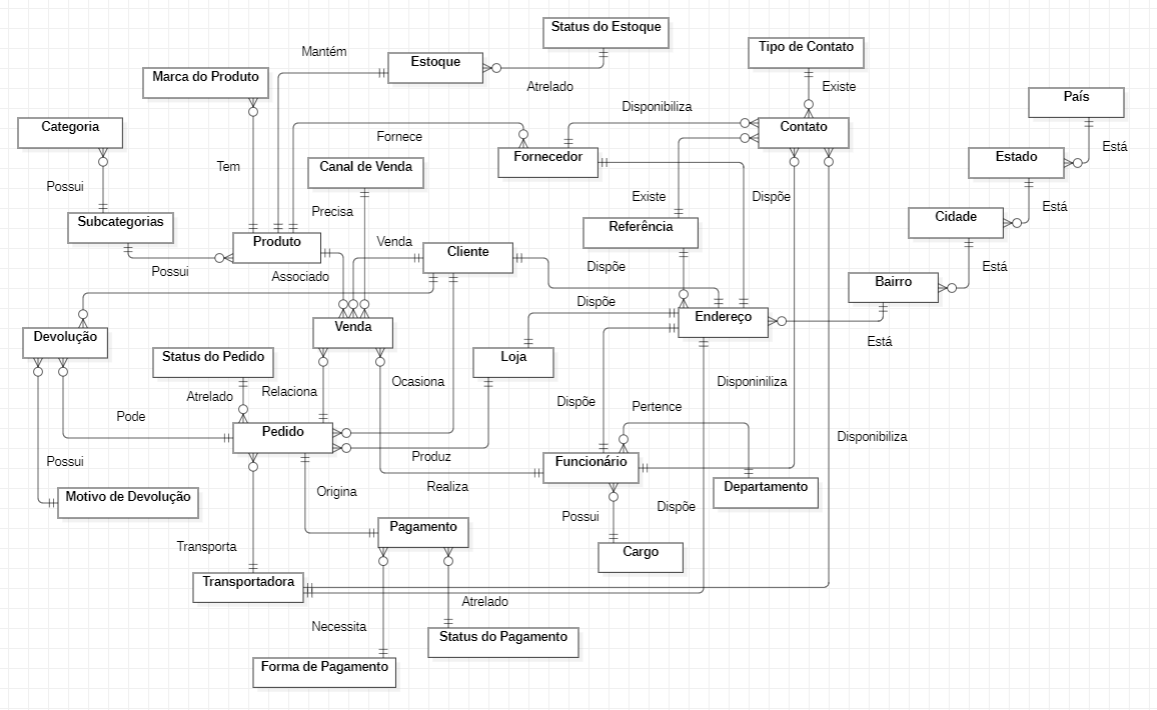 Status do Estoque
Mantém
Tipo de Contato
Estoque
Marca do Produto
Atrelado
Existe
País
Disponibiliza
Categoria
Contato
Fornece
Está
Fornecedor
Estado
Canal de Venda
Tem
Possui
Existe
Dispõe
Precisa
Está
Subcategorias
Referência
Cidade
Produto
Venda
Cliente
Possui
Associado
Dispõe
Está
Bairro
Dispõe
Endereço
Venda
Devolução
Está
Status do Pedido
Loja
Ocasiona
Disponiniliza
Atrelado
Relaciona
Dispõe
Pertence
Pode
Pedido
Disponibiliza
Produz
Possui
Funcionário
Realiza
Origina
Departamento
Motivo de Devolução
Dispõe
Possui
Pagamento
Transporta
Cargo
Transportadora
Atrelado
Necessita
Status do Pagamento
Forma de Pagamento